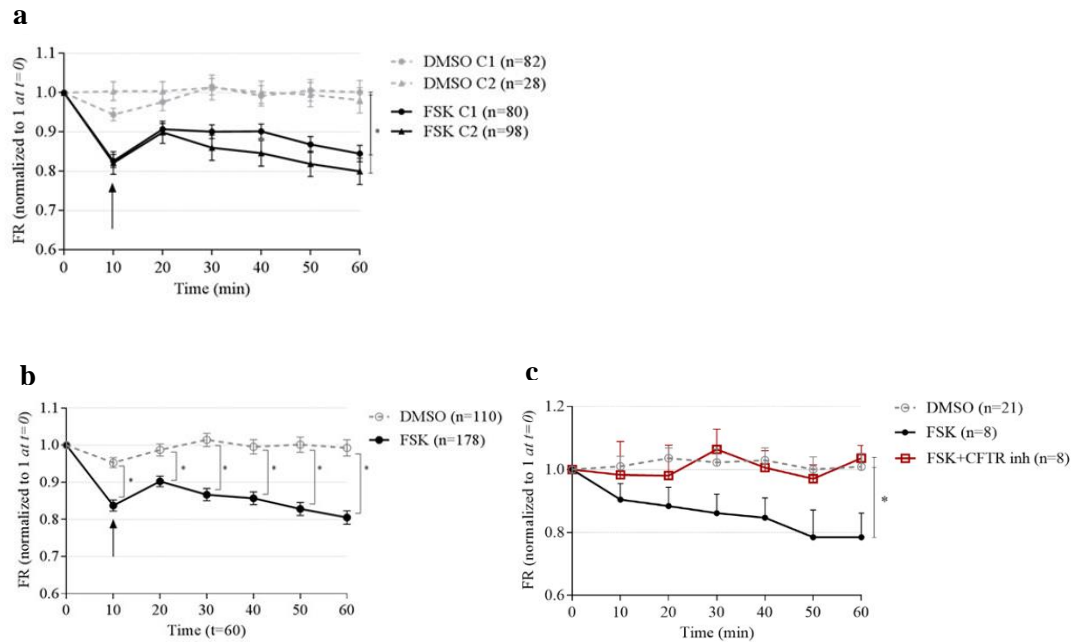 a
FR (normalized to 1 at t=0)
1.1
1.0
0.9
0.8
0.7
0.6
0 10 20 30 40 50 60
Time (min)
DMSO C1 (n=82)
DMSO C2 (n=28)
FSK C1 (n=80)
FSK C2 (n=98)
*
b
FR (normalized to 1 at t=0)
1.1
1.0
0.9
0.8
0.7
0.6
0 10 20 30 40 50 60
Time (t=60)
DMSO (n=110)
FSK (n=178)
* * * * * *
c
FR (normalized to 1 at t=0)
1.2
1.0
0.8
0.6
0 10 20 30 40 50 60
Time (min)
DMSO (n=21)
FSK (n=8)
FSK+CFTR inh (n=8)
*